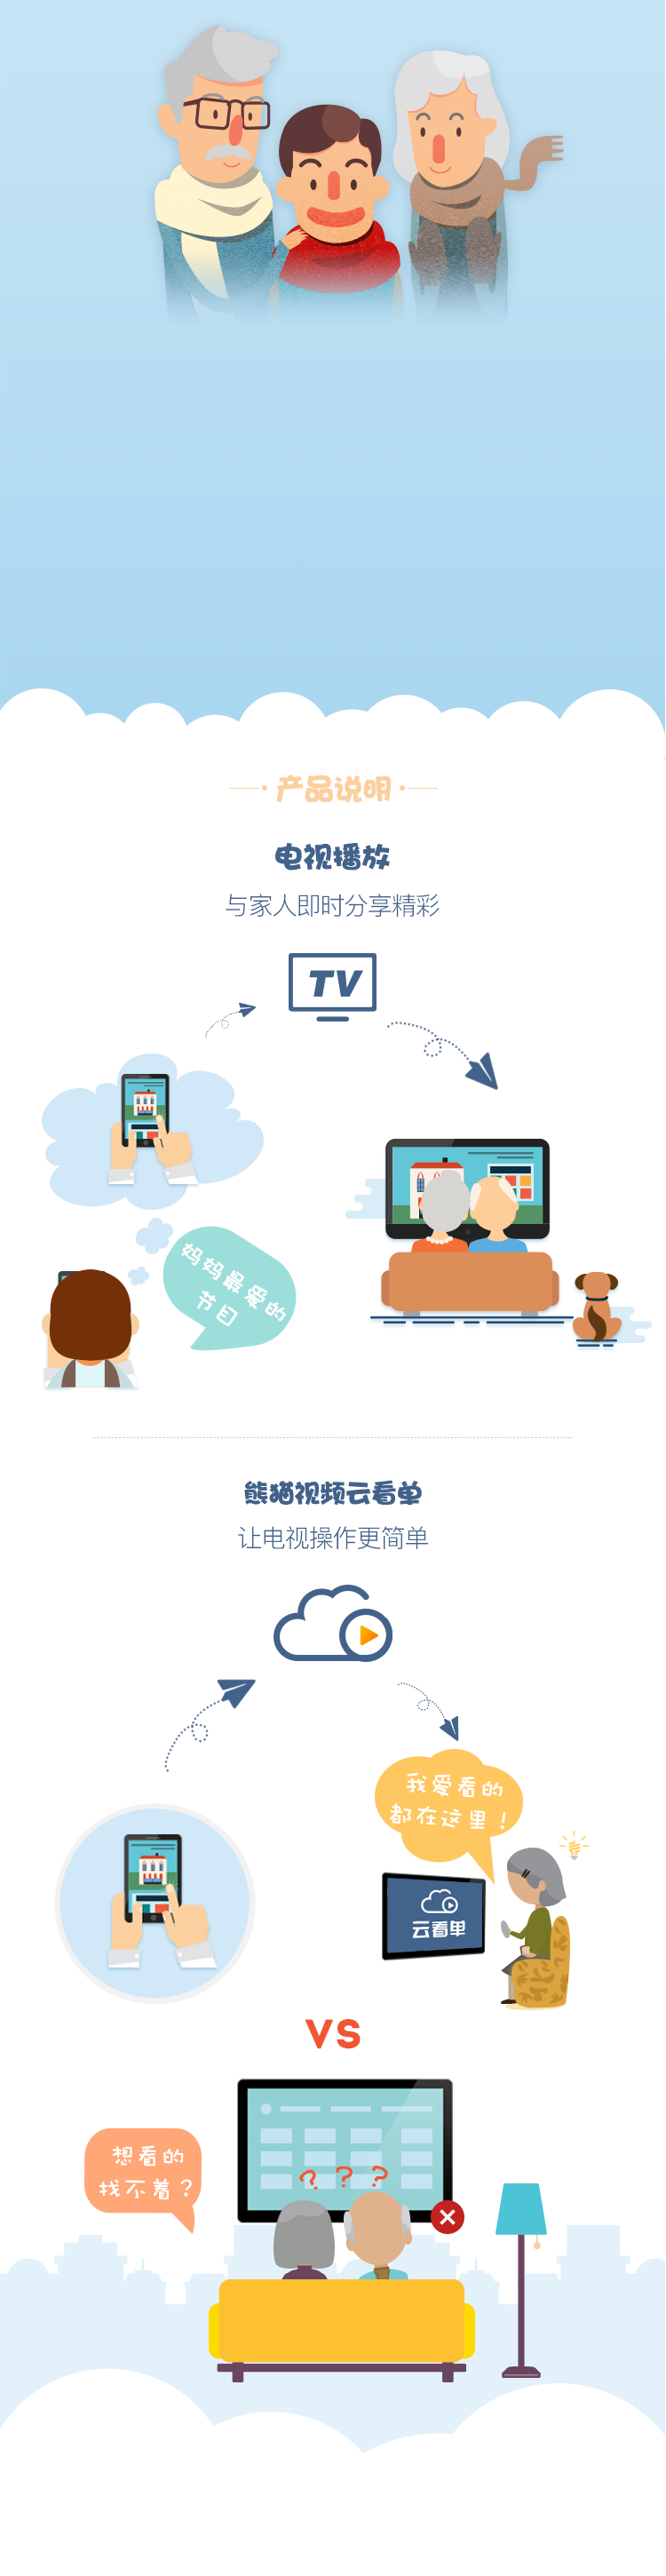 产品说明
电视播放
与家人即时分享精彩
TV
妈妈最爱的
节目
熊猫视频云看单
让电视操作更简单
我爱看的
都在这里！
云看单
VS
想看的
找不着？
? ? ?